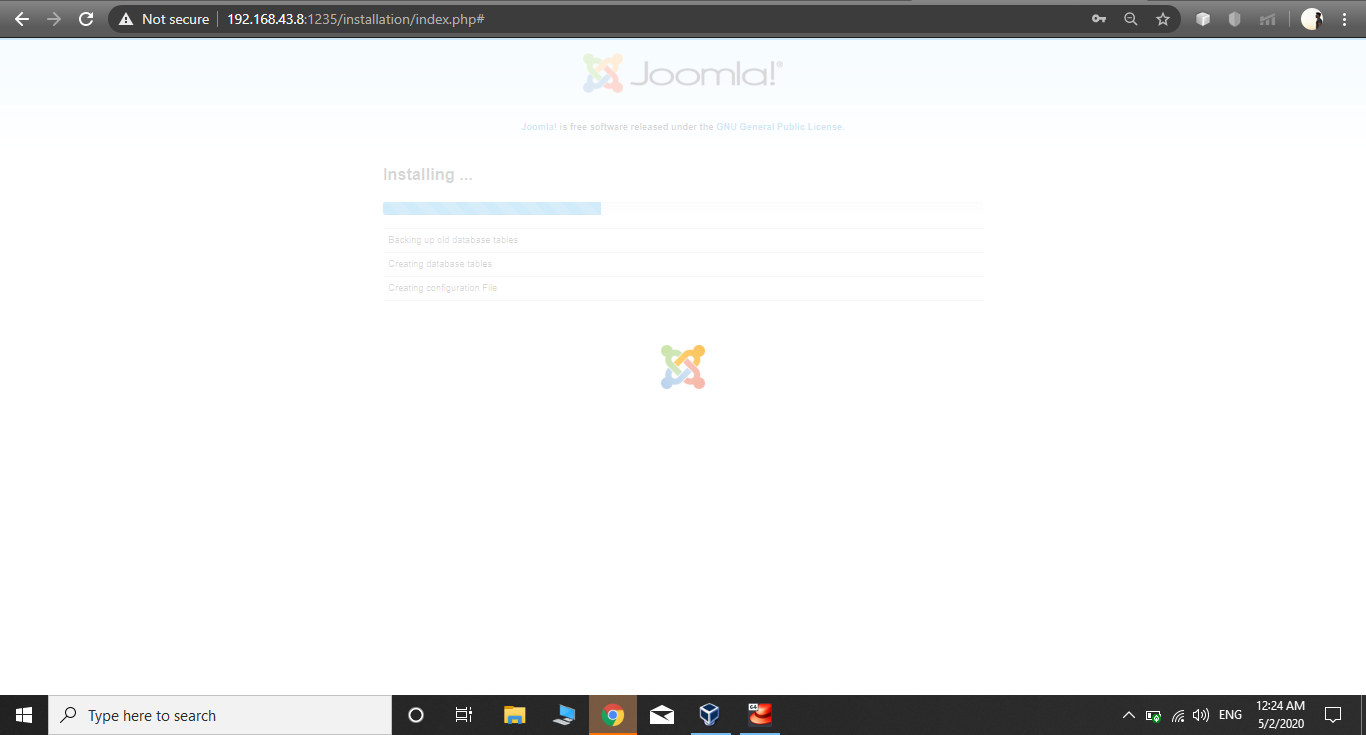 Not secure
192.168.43.8:1235/installation/index.php#
Joomla!®
Joomla! is free software released under the GNU General Public License.
Installing ...
Backing up old database tables
Creating database tables
Creating configuration File
Type here to search
64
ENG
12:24 AM
5/2/2020